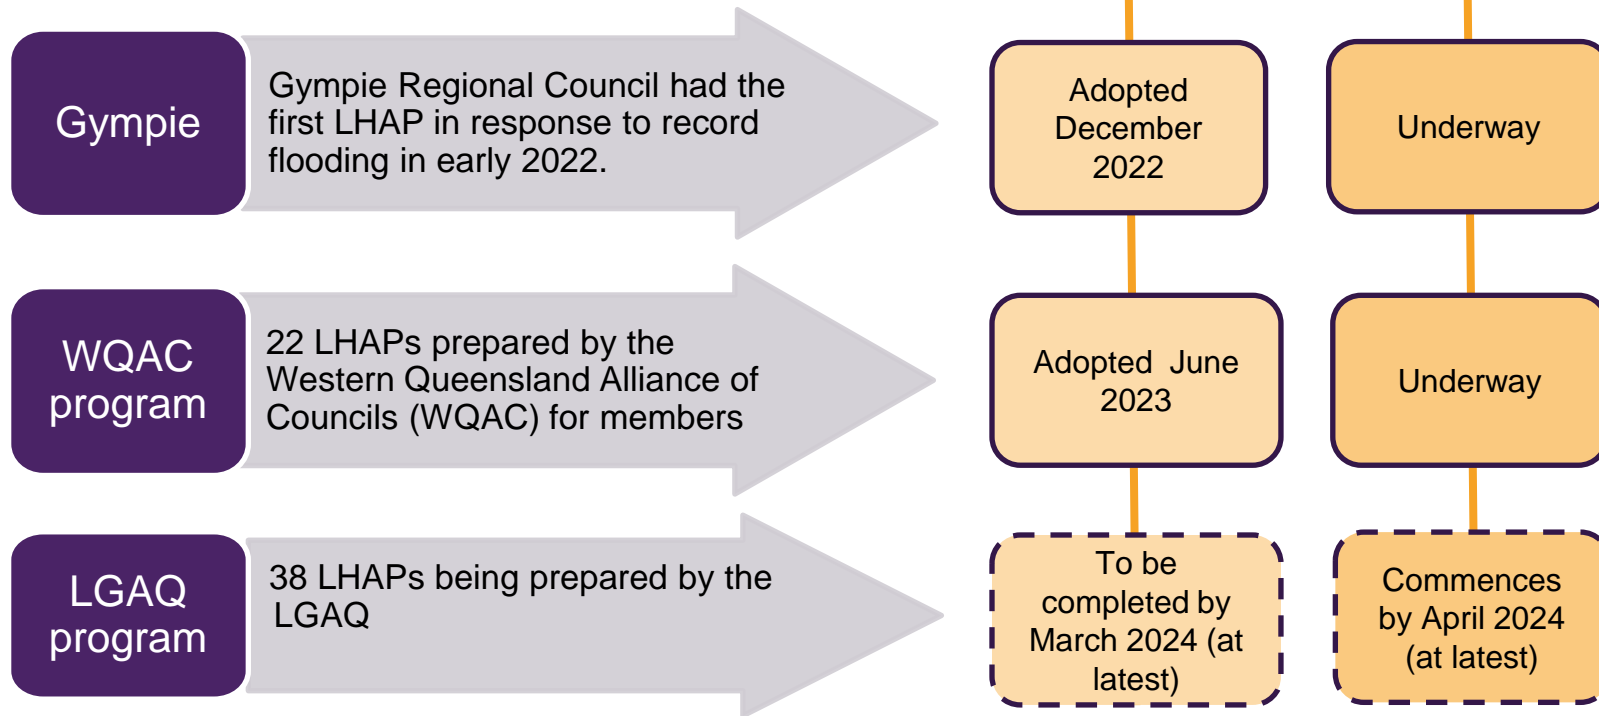 Gympie
Gympie Regional Council had the
first LHAP in response to record
flooding in early 2022.
Adopted
December
2022
Underway
WQAC
program
22 LHAPs prepared by the
Western Queensland Alliance of
Councils (WQAC) for members
Adopted June
2023
Underway
LGAQ
program
38 LHAPs being prepared by the
LGAQ
To be
completed by
March 2024 (at
latest)
Commences
by April 2024
(at latest)